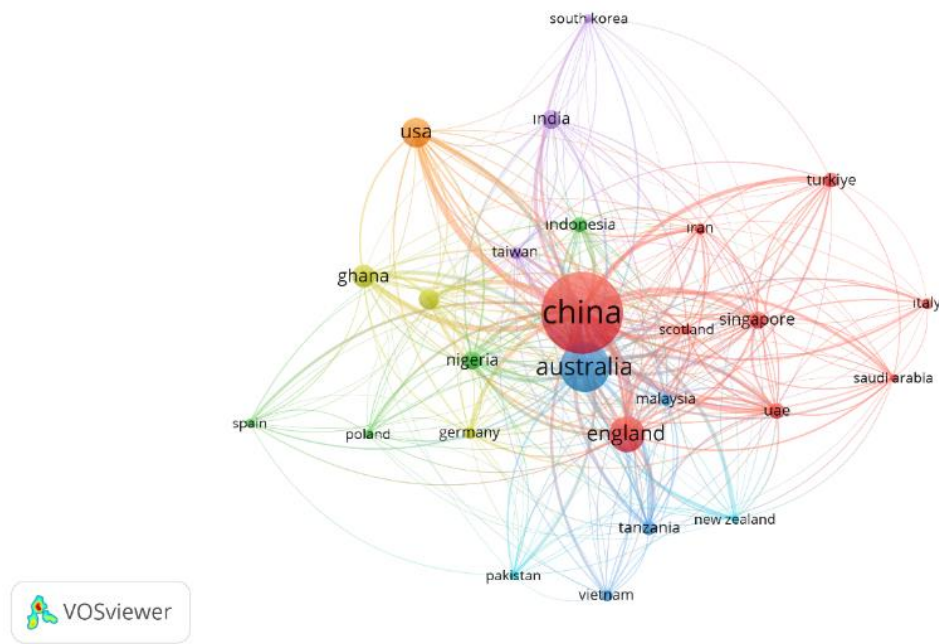 south korea
usa
india
turkiye
indonesia
iran
taiwan
ghana
italy
china
singapore
scotland
nigeria
australia
saudi arabia
malaysia
uae
spain
poland
germany
england
new zealand
tanzania
pakistan
vietnam
VOSviewer